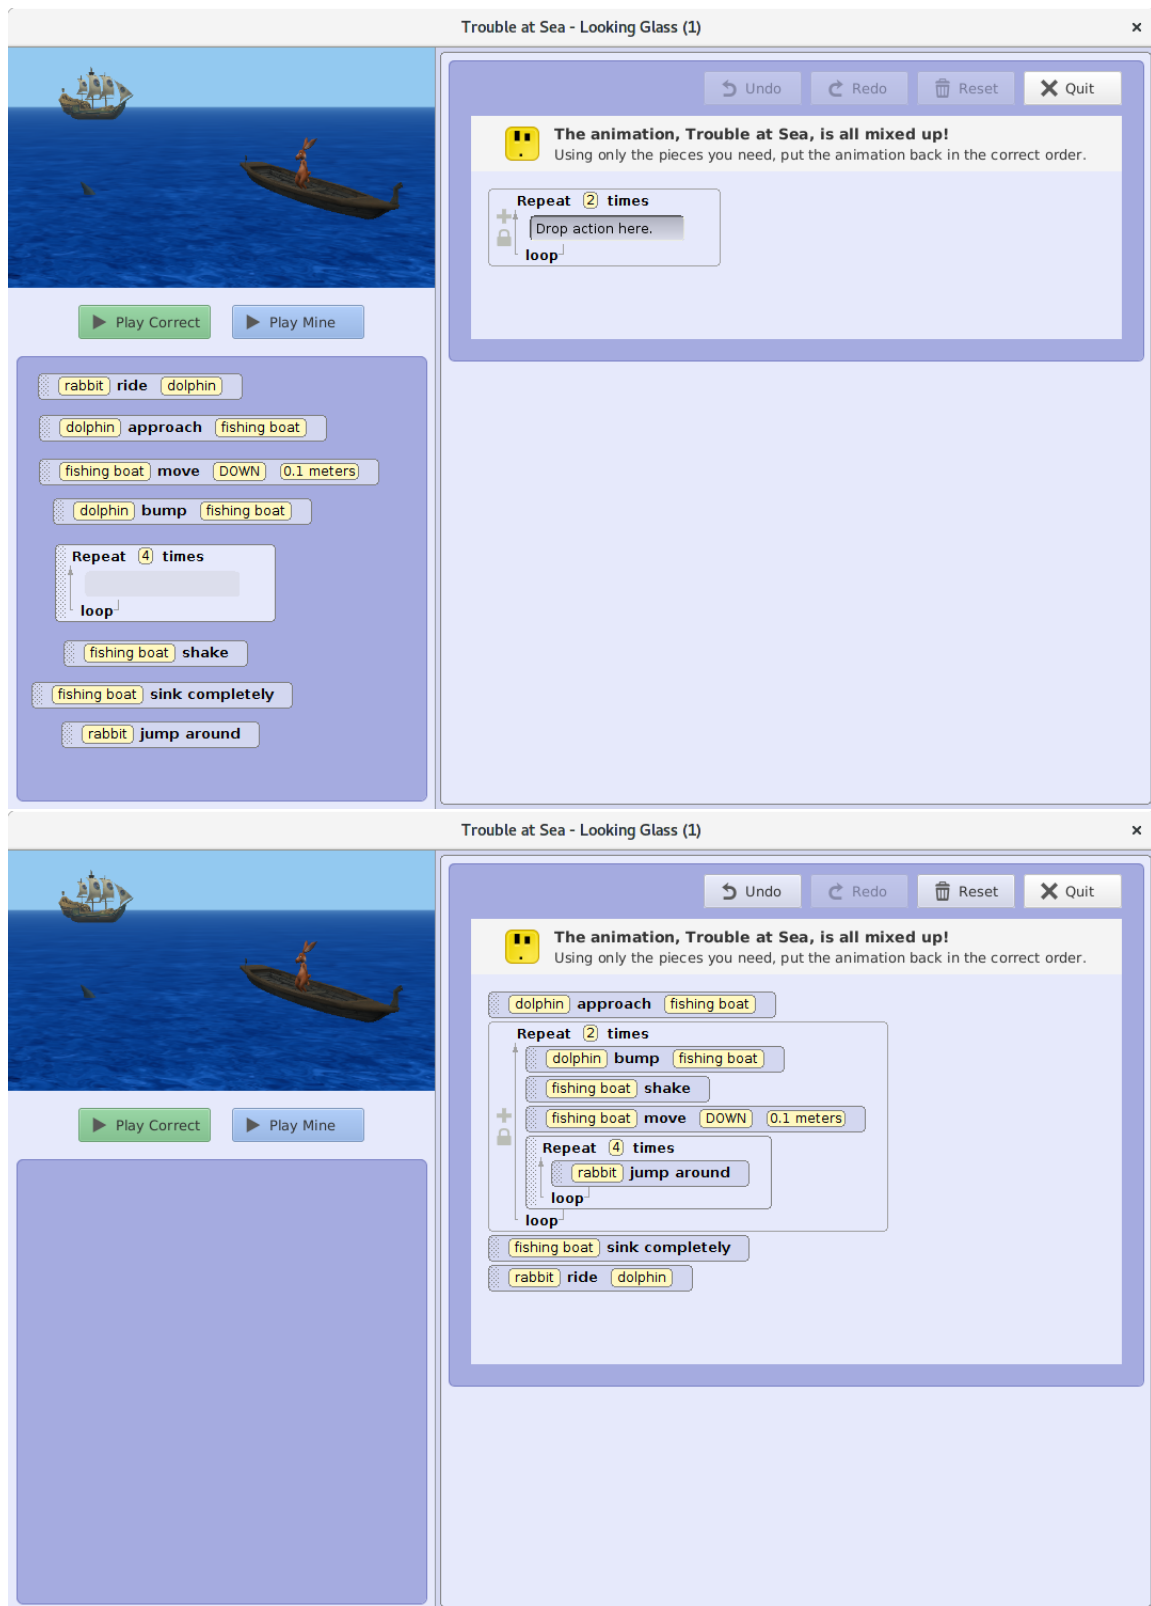 Trouble at Sea - Looking Glass (1) ×
Undo Redo Reset Quit
The animation, Trouble at Sea, is all mixed up!
Using only the pieces you need, put the animation back in the correct order.
Repeat 2 times
Drop action here.
loop
Play Correct Play Mine
rabbit ride dolphin
dolphin approach fishing boat
fishing boat move DOWN 0.1 meters
dolphin bump fishing boat
Repeat 4 times
loop
fishing boat shake
fishing boat sink completely
rabbit jump around
Trouble at Sea - Looking Glass (1) ×
Undo Redo Reset Quit
The animation, Trouble at Sea, is all mixed up!
Using only the pieces you need, put the animation back in the correct order.
Play Correct Play Mine
dolphin approach fishing boat
Repeat 2 times
dolphin bump fishing boat
fishing boat shake
fishing boat move DOWN 0.1 meters
Repeat 4 times
rabbit jump around
loop
loop
fishing boat sink completely
rabbit ride dolphin